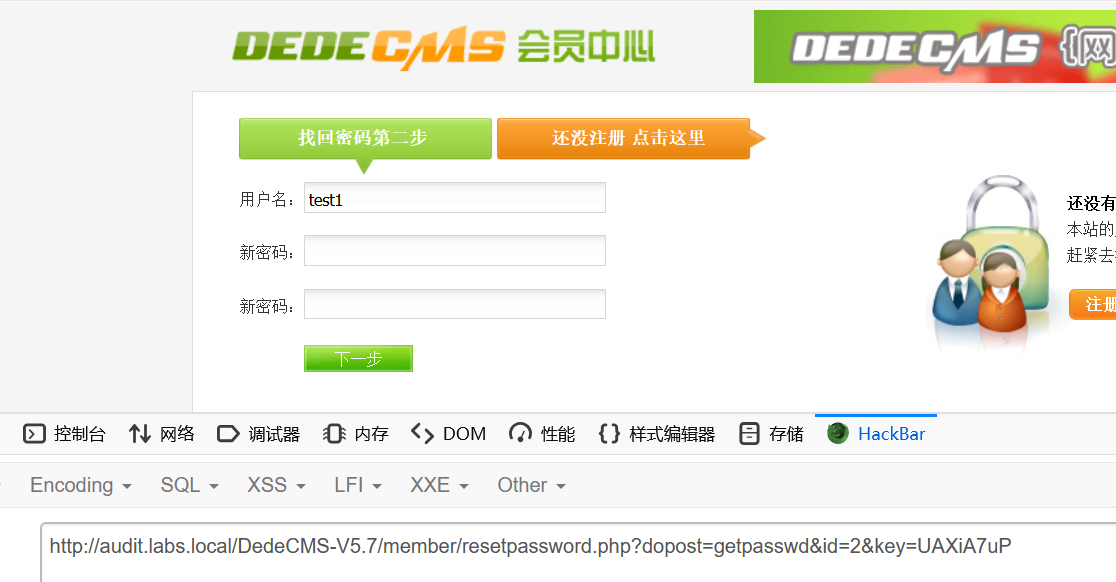 DEDECMS 会员中心
DEDECMS {网
找回密码第二步
还没注册 点击这里
用户名：
test1
新密码：
新密码：
下一步
还没有
本站的
赶紧去
注册
控制台
网络
调试器
内存
DOM
性能
样式编辑器
存储
HackBar
Encoding
SQL
XSS
LFI
XXE
Other
http://audit.labs.local/DedeCMS-V5.7/member/resetpassword.php?dopost=getpasswd&id=2&key=UAXiA7uP